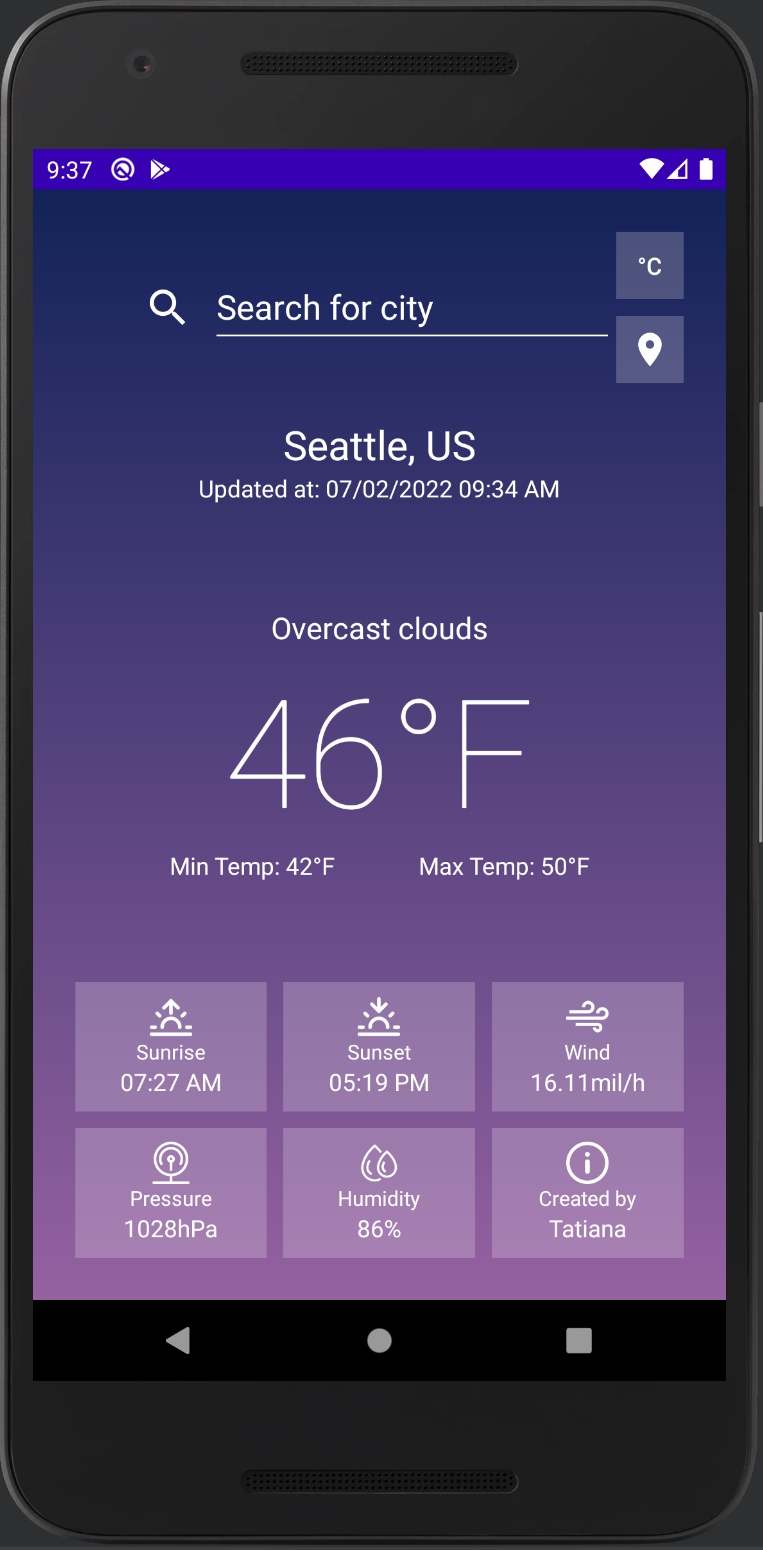 9:37
°C
Search for city
Seattle, US
Updated at: 07/02/2022 09:34 AM
Overcast clouds
46°F
Min Temp: 42°F Max Temp: 50°F
Sunrise
07:27 AM
Sunset
05:19 PM
Wind
16.11mil/h
Pressure
1028hPa
Humidity
86%
Created by
Tatiana